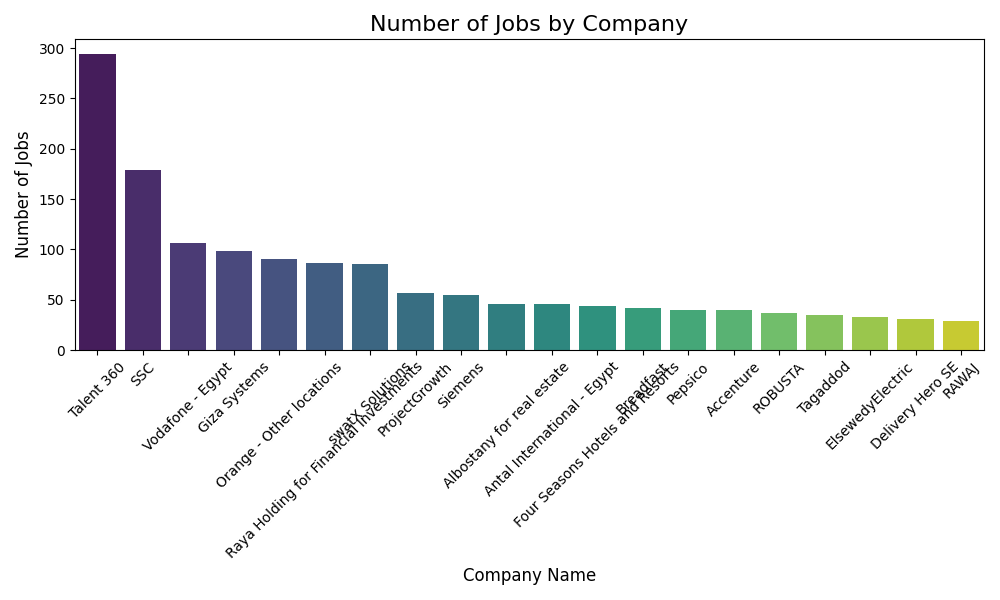 Number of Jobs by Company
Number of Jobs
300
250
200
150
100
50
0
Talent 360
SSC
Vodafone - Egypt
Giza Systems
Orange - Other locations
Raya Holding for Financial Investments
swatX Solutions
ProjectGrowth
Siemens
Albostany for real estate
Antal International - Egypt
Four Seasons Hotels and Resorts
Breadfast
Pepsico
Accenture
ROBUSTA
Tagaddod
ElsewedyElectric
Delivery Hero SE
RAWAJ
Company Name